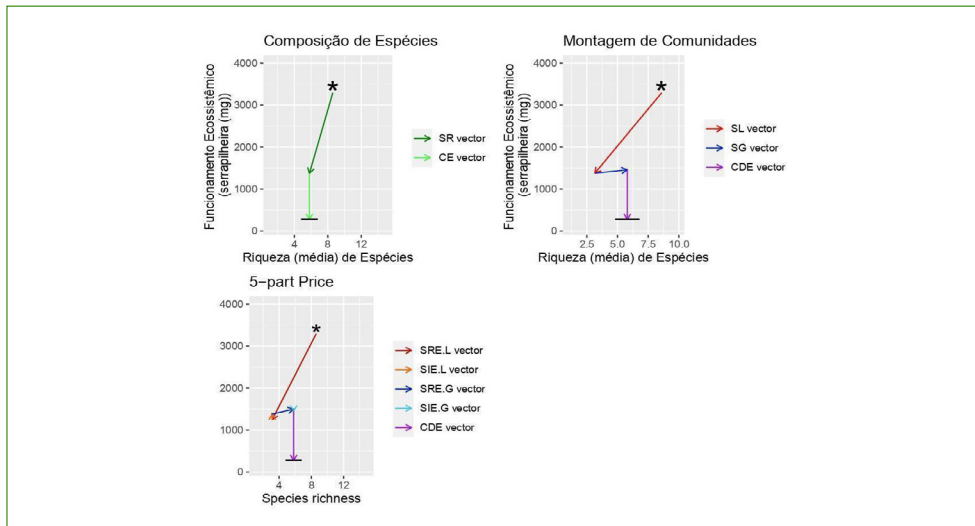 Composição de Espécies
Funcionamento Ecossistêmico
(serrapilheira (mg))
4000
3000
2000
1000
0
4 8 12
Riqueza (média) de Espécies
SR vector
CE vector
Montagem de Comunidades
Funcionamento Ecossistêmico
(serrapilheira (mg))
4000
3000
2000
1000
0
2.5 5.0 7.5 10.0
Riqueza (média) de Espécies
SL vector
SG vector
CDE vector
5-part Price
4000
3000
2000
1000
0
4 8 12
Species richness
SRE.L vector
SIE.L vector
SRE.G vector
SIE.G vector
CDE vector